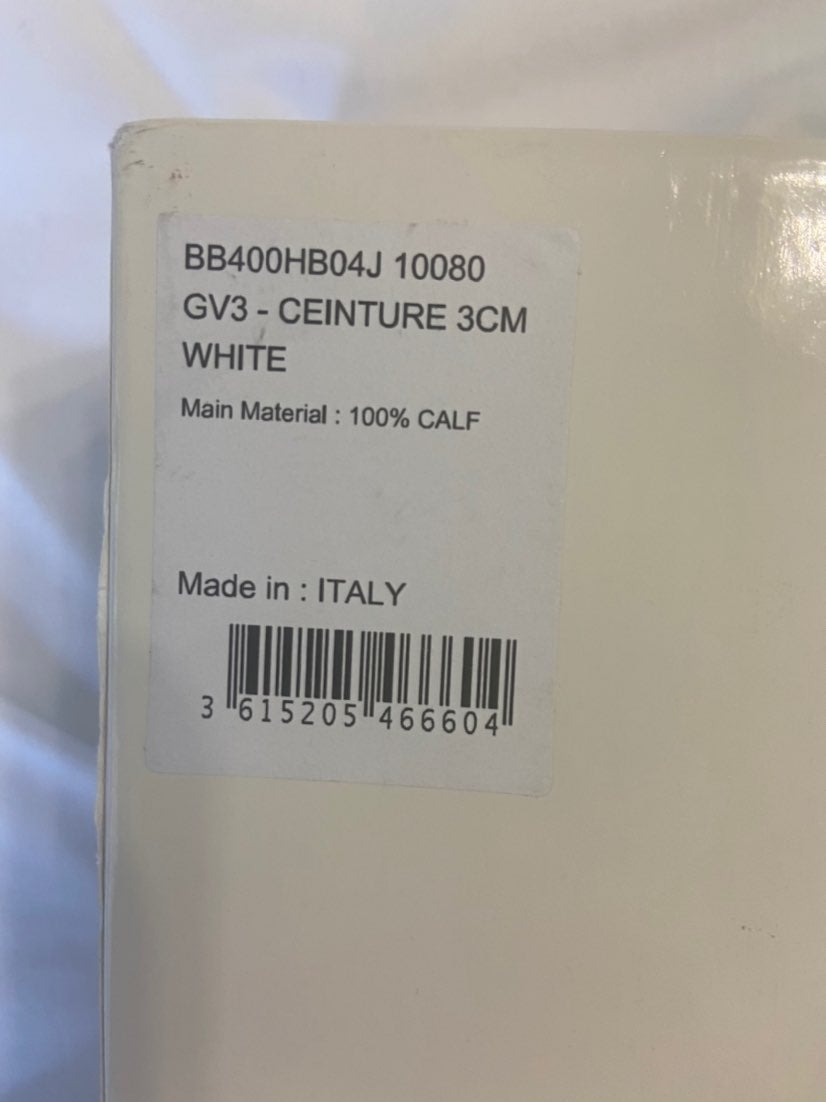 BB400HB04J 10080
GV3 - CEINTURE 3CM
WHITE
Main Material : 100% CALF
Made in : ITALY
3 615205 466604